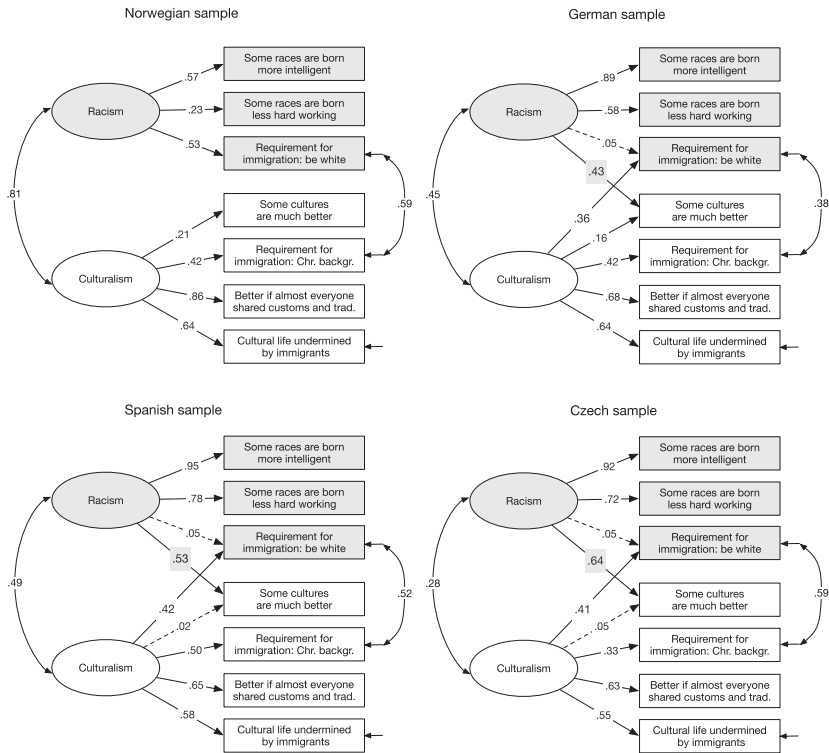 Norwegian sample
Some races are born
more intelligent
.57
Racism
.23
Some races are born
less hard working
.53
Requirement for
immigration: be white
.81
.59
Some cultures
are much better
.21
Culturalism
.42
Requirement for
immigration: Chr. backgr.
.86
Better if almost everyone
shared customs and trad.
.64
Cultural life undermined
by immigrants
German sample
Some races are born
more intelligent
.89
Racism
.58
Some races are born
less hard working
.05
Requirement for
immigration: be white
.43
.45
.38
.36
Some cultures
are much better
.16
Culturalism
.42
Requirement for
immigration: Chr. backgr.
.68
Better if almost everyone
shared customs and trad.
.64
Cultural life undermined
by immigrants
Spanish sample
Some races are born
more intelligent
.95
Racism
.78
Some races are born
less hard working
.05
Requirement for
immigration: be white
.53
.49
.52
.42
Some cultures
are much better
.02
Culturalism
.50
Requirement for
immigration: Chr. backgr.
.65
Better if almost everyone
shared customs and trad.
.58
Cultural life undermined
by immigrants
Czech sample
Some races are born
more intelligent
.92
Racism
.72
Some races are born
less hard working
.05
Requirement for
immigration: be white
.64
.28
.59
.41
Some cultures
are much better
.05
Culturalism
.33
Requirement for
immigration: Chr. backgr.
.63
Better if almost everyone
shared customs and trad.
.55
Cultural life undermined
by immigrants